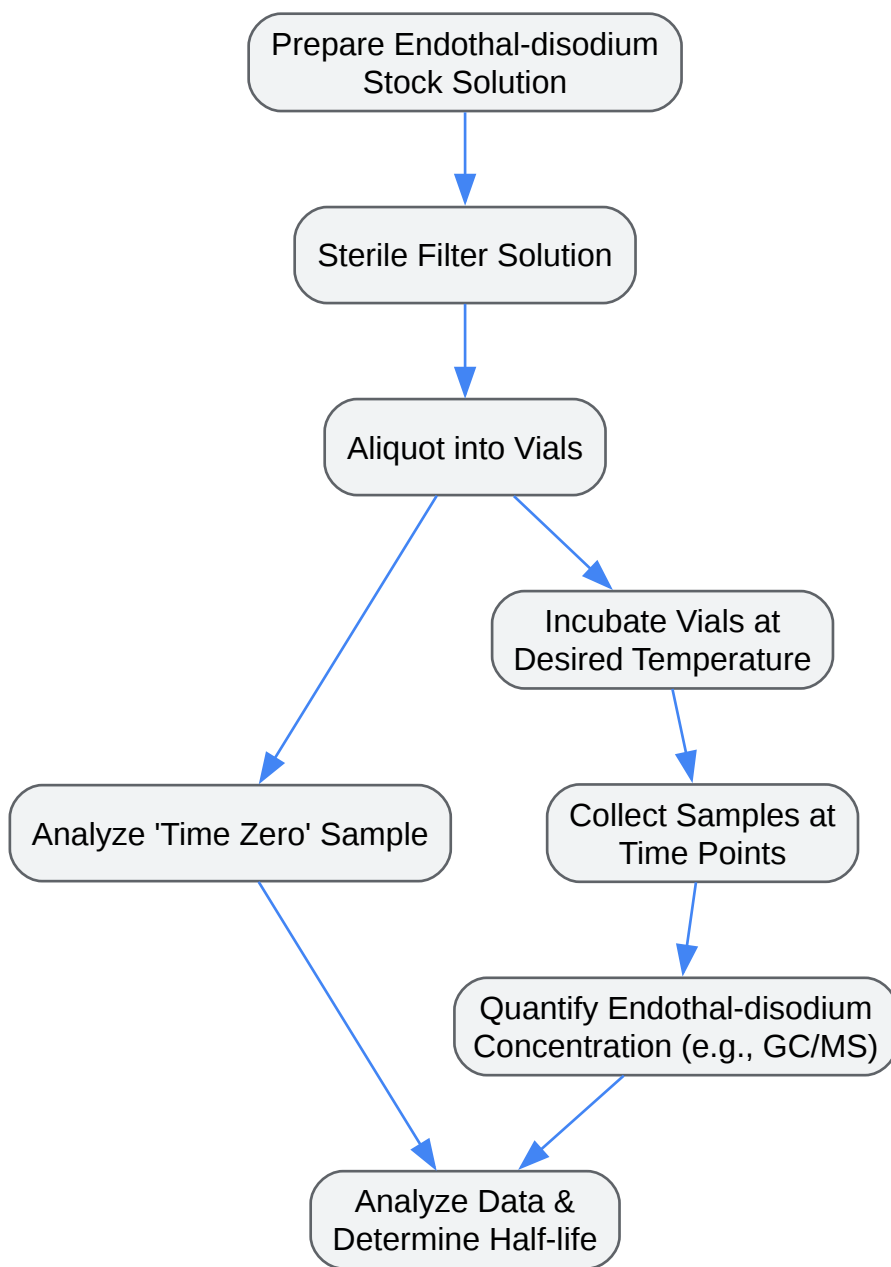 Prepare Endothal-disodium
Stock Solution
Sterile Filter Solution
Aliquot into Vials
Incubate Vials at
Desired Temperature
Analyze 'Time Zero' Sample
Collect Samples at
Time Points
Quantify Endothal-disodium
Concentration (e.g., GC/MS)
Analyze Data &
Determine Half-life